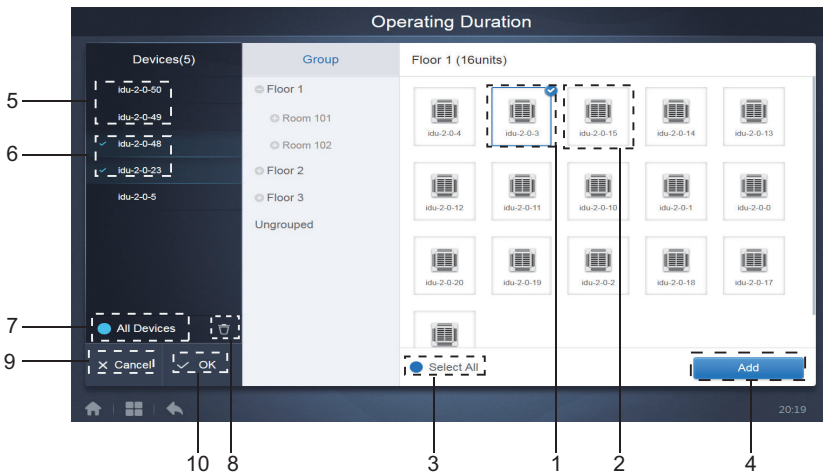 Operating Duration
Devices(5)
Group
Floor 1 (16units)
5
idu-2-0-50
idu-2-0-49
6
idu-2-0-48
idu-2-0-23
idu-2-0-5
Floor 1
Room 101
Room 102
Floor 2
Floor 3
Ungrouped
idu-2-0-4 idu-2-0-3 idu-2-0-15 idu-2-0-14 idu-2-0-13
idu-2-0-12 idu-2-0-11 idu-2-0-10 idu-2-0-1 idu-2-0-0
idu-2-0-20 idu-2-0-19 idu-2-0-2 idu-2-0-18 idu-2-0-17
7
All Devices
9
Cancel
OK
Select All
Add
20:19
10 8 3 1 2 4